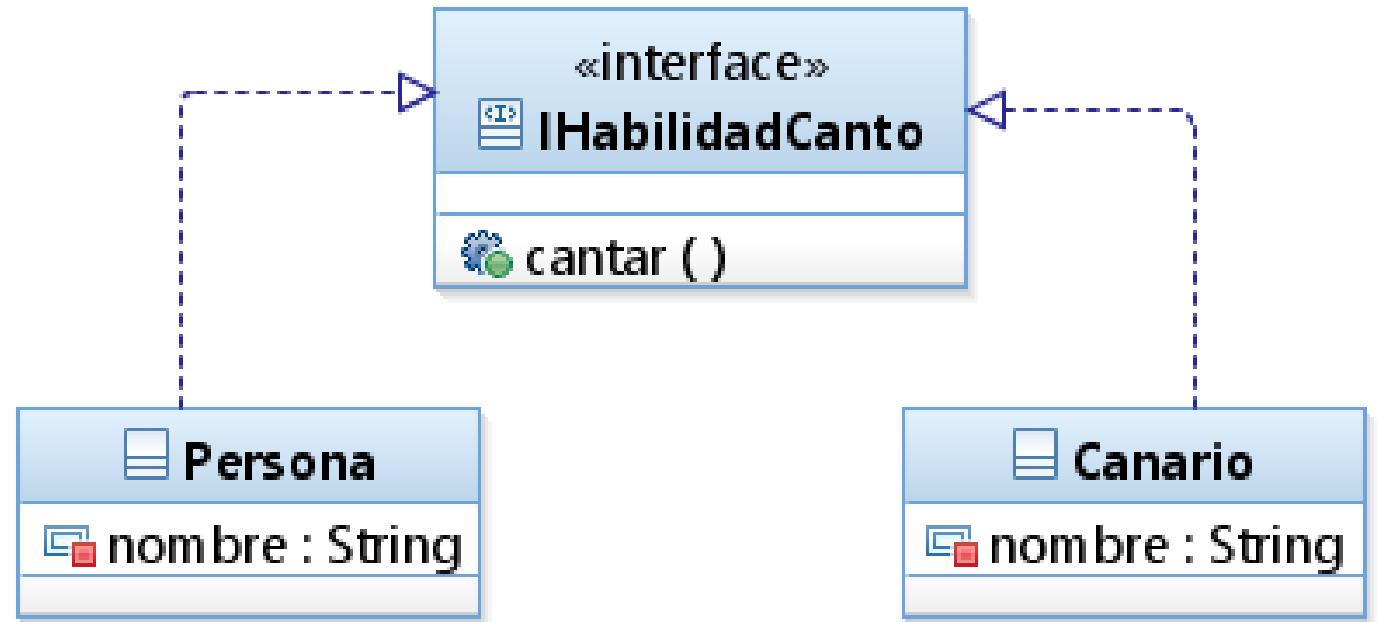 «interface»
IHabilidadCanto
cantar ( )
Persona
nombre : String
Canario
nombre : String